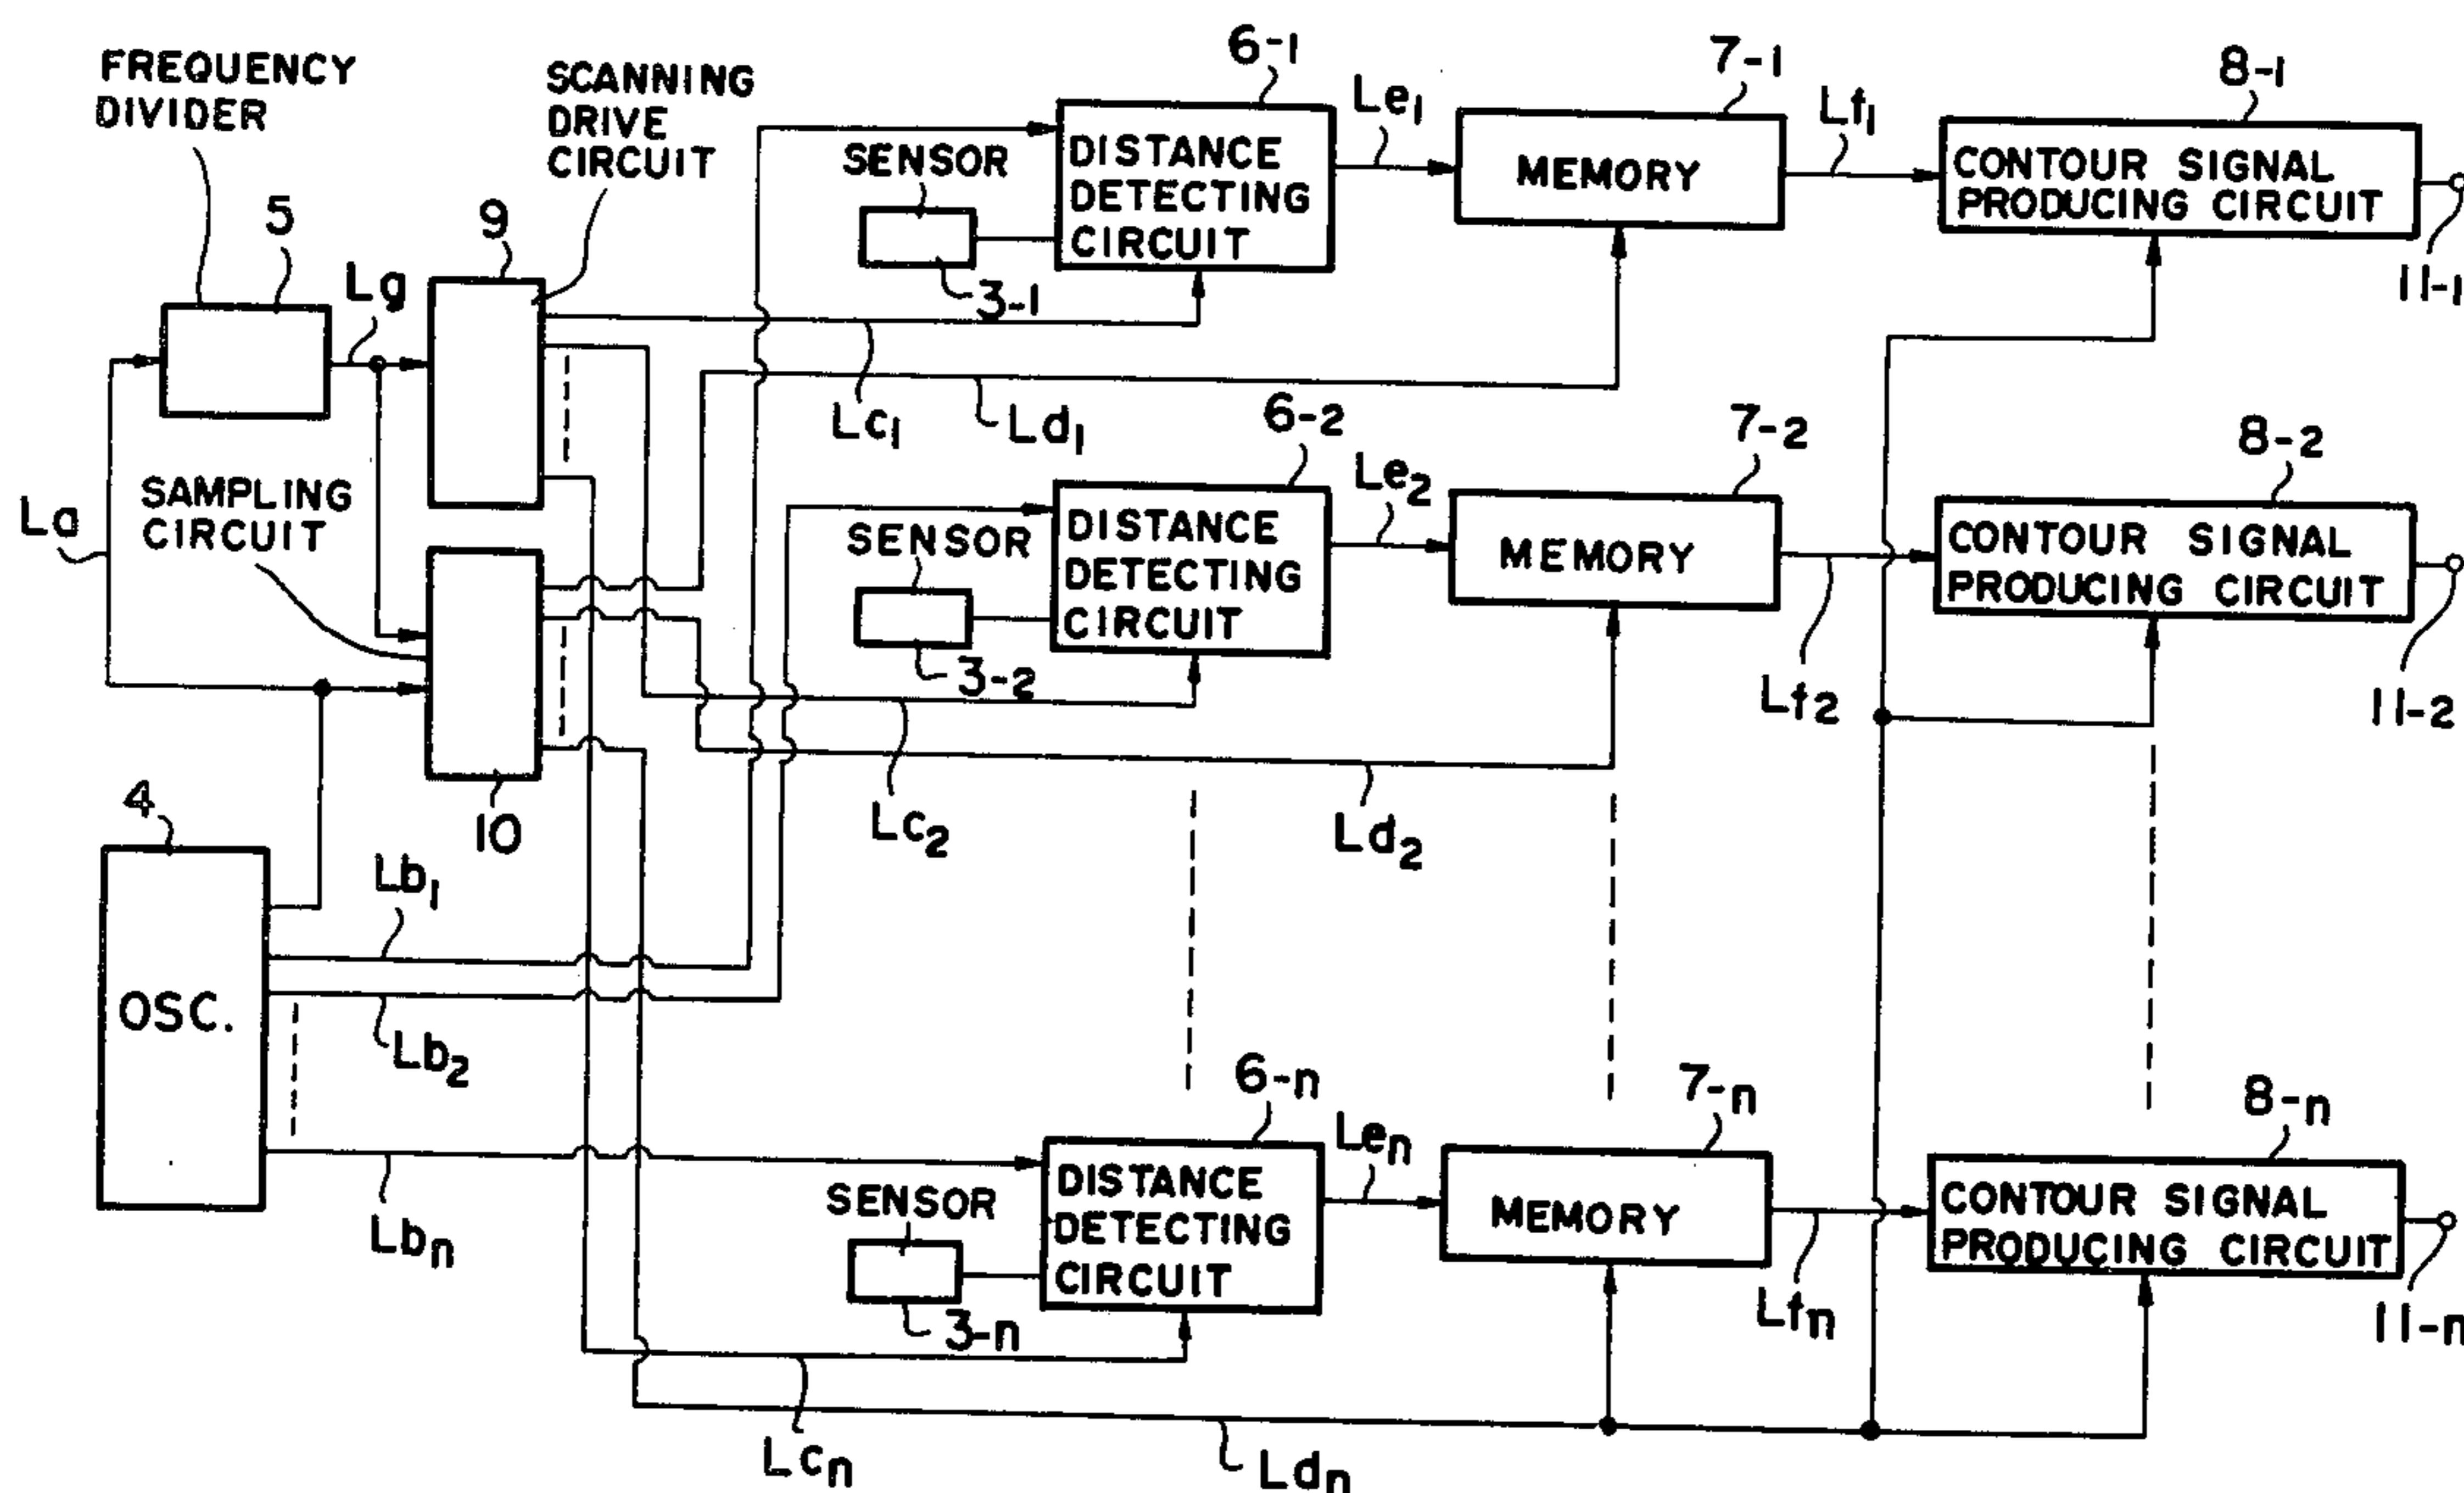 FREQUENCY
DIVIDER
SCANNING
DRIVE
CIRCUIT
6-1
7-1
8-1
Le1
Lf1
SENSOR
DISTANCE
DETECTING
CIRCUIT
MEMORY
CONTOUR SIGNAL
PRODUCING CIRCUIT
5
9
Lg
3-1
11-1
Lc1
Ld1
6-2
7-2
8-2
La
SAMPLING
CIRCUIT
Le2
SENSOR
DISTANCE
DETECTING
CIRCUIT
MEMORY
CONTOUR SIGNAL
PRODUCING CIRCUIT
3-2
Lf2
11-2
4
10
Lc2
Ld2
Lb1
OSC.
Lb2
6-n
7-n
8-n
Len
Lbn
SENSOR
DISTANCE
DETECTING
CIRCUIT
MEMORY
CONTOUR SIGNAL
PRODUCING CIRCUIT
3-n
Lfn
11-n
Lcn
Ldn